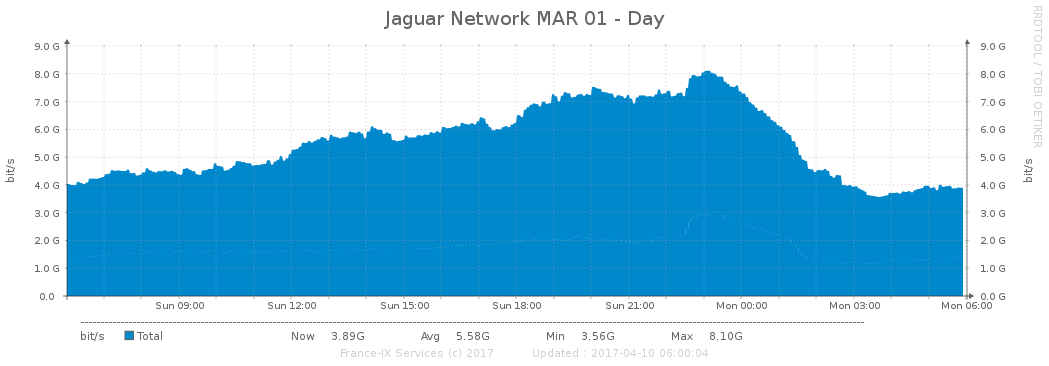 Jaguar Network MAR 01 - Day
RRDTOOL / TOBI OETIKER
bit/s
9.0 G 9.0 G
8.0 G 8.0 G
7.0 G 7.0 G
6.0 G 6.0 G
5.0 G 5.0 G
4.0 G 4.0 G
3.0 G 3.0 G
2.0 G 2.0 G
1.0 G 1.0 G
0.0 0.0 G
bit/s
Sun 09:00 Sun 12:00 Sun 15:00 Sun 18:00 Sun 21:00 Mon 00:00 Mon 03:00 Mon 06:00
bit/s Total Now 3.89G Avg 5.58G Min 3.56G Max 8.10G
France-IX Services (c) 2017 Updated : 2017-04-10 06:00:04